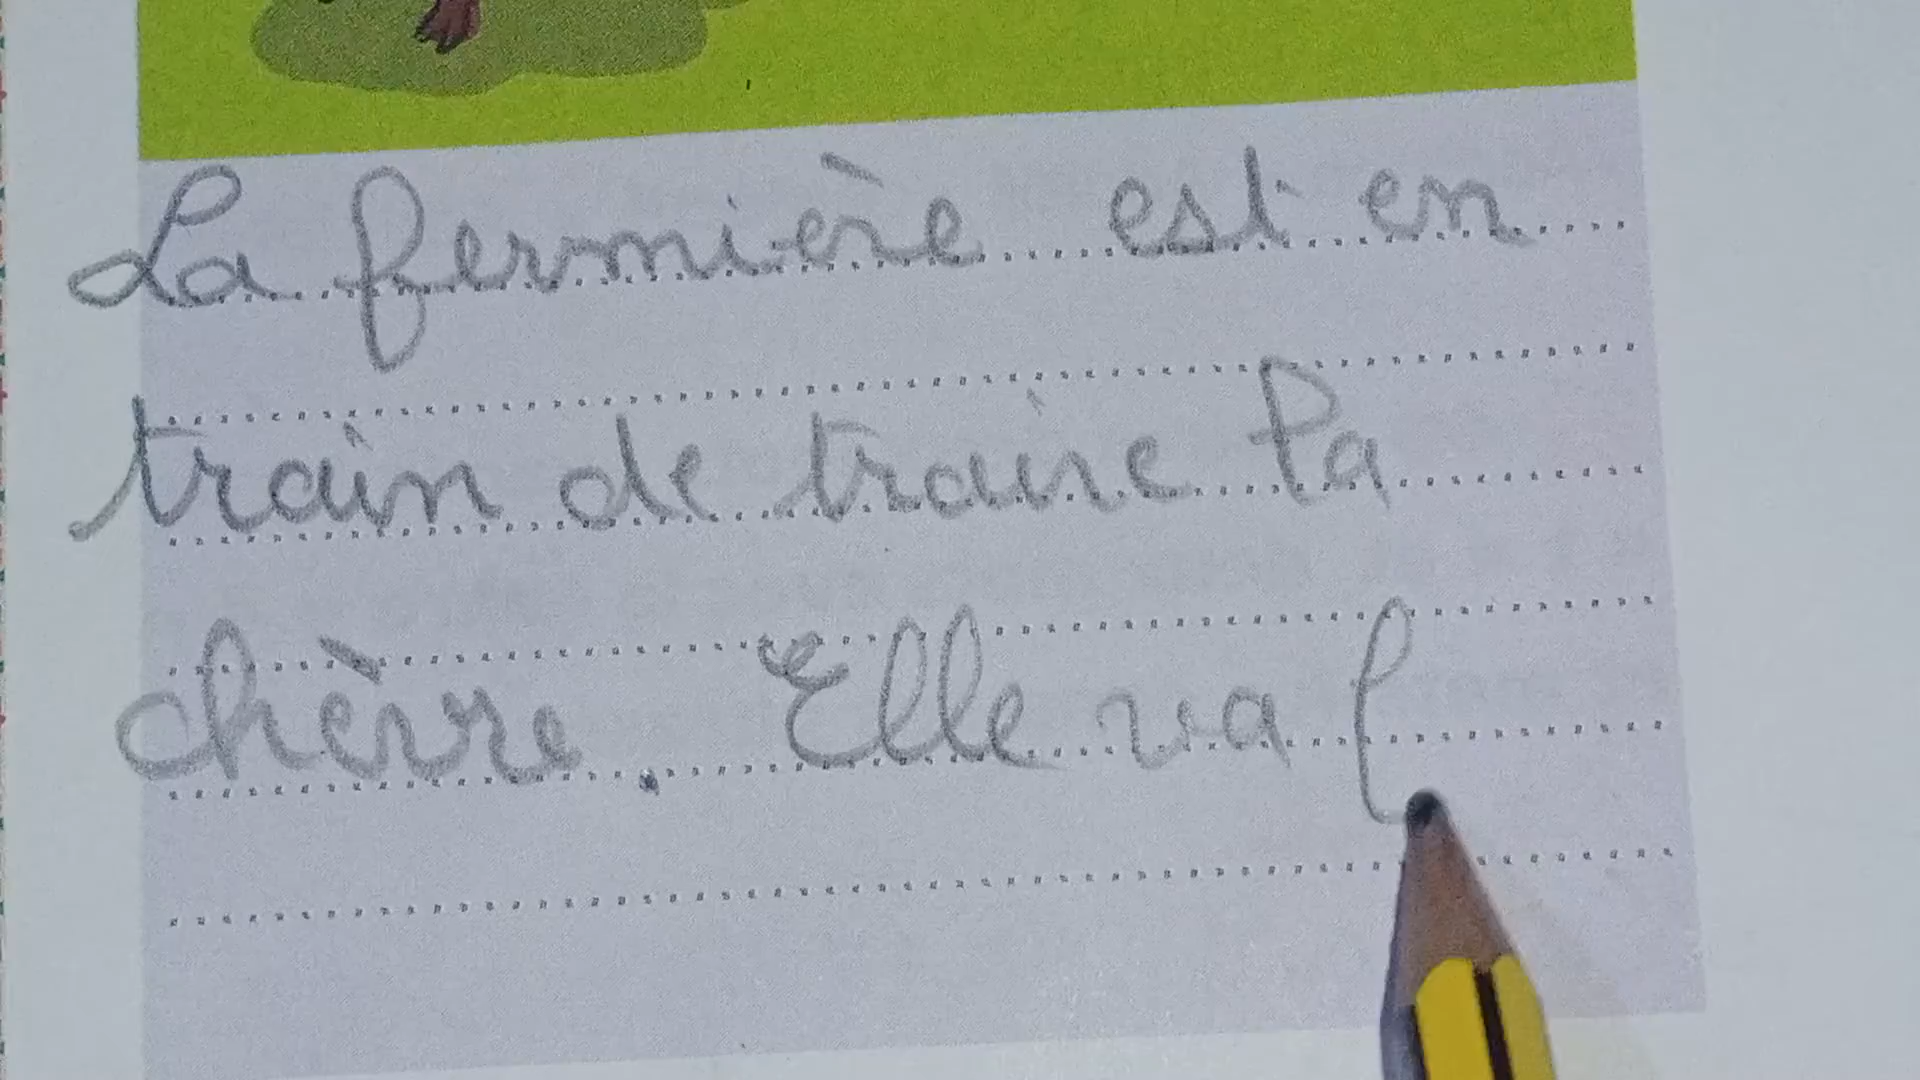 La fermière est en
train de traire la
chèvre. Elle va